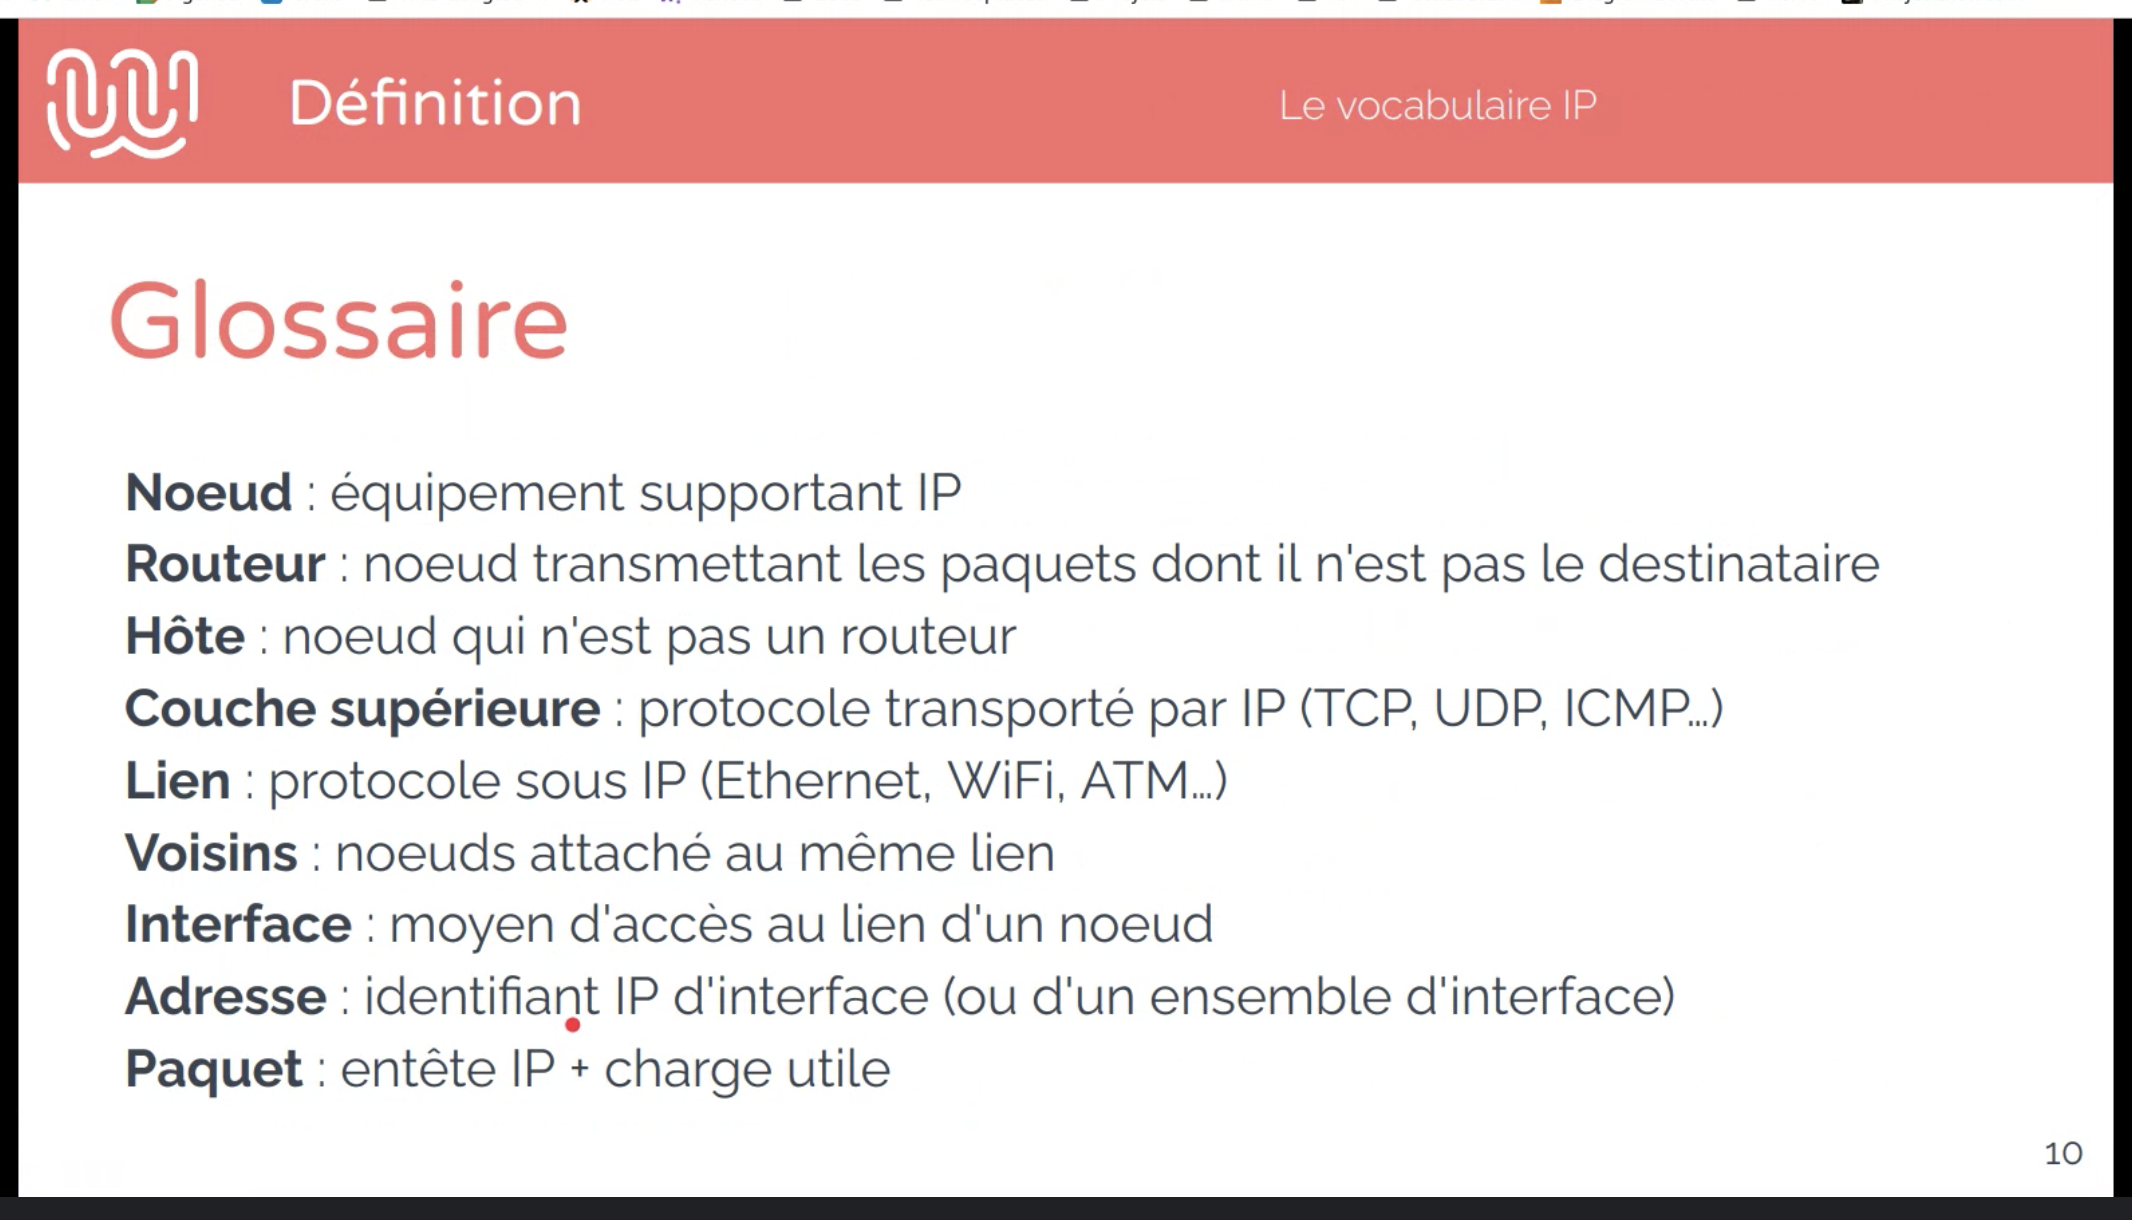 Définition
Le vocabulaire IP
Glossaire
Noeud : équipement supportant IP
Routeur : noeud transmettant les paquets dont il n'est pas le destinataire
Hôte : noeud qui n'est pas un routeur
Couche supérieure : protocole transporté par IP (TCP, UDP, ICMP...)
Lien : protocole sous IP (Ethernet, WiFi, ATM...)
Voisins : noeuds attaché au même lien
Interface : moyen d'accès au lien d'un noeud
Adresse : identifiant IP d'interface (ou d'un ensemble d'interface)
Paquet : entête IP + charge utile
10